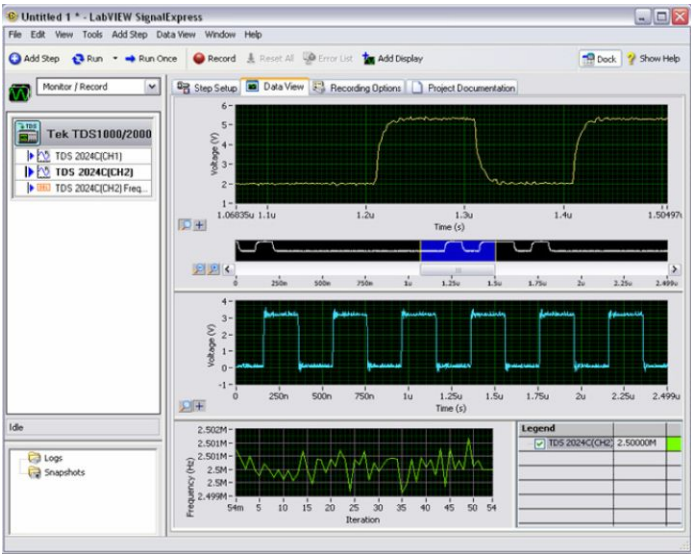 Untitled 1 * - LabVIEW SignalExpress
File Edit View Tools Add Step Data View Window Help
Add Step Run Run Once Record Reset All Error List Add Display Dock Show Help
Monitor / Record
Step Setup Data View Recording Options Project Documentation
Tek TDS1000/2000
TDS 2024C(CH1)
TDS 2024C(CH2)
TDS 2024C(CH2) Freq...
Voltage (V)
6
5
4
3
2
1
1.06835u 1.1u 1.2u 1.3u 1.4u 1.50497u
Time (s)
0 250n 500n 750n 1u 1.25u 1.5u 1.75u 2u 2.25u 2.499u
Voltage (V)
4
3
2
1
0
-1
0 250n 500n 750n 1u 1.25u 1.5u 1.75u 2u 2.25u 2.499u
Time (s)
Idle
Logs
Snapshots
Frequency (Hz)
2.502M
2.501M
2.501M
2.5M
2.5M
2.499M
54m 5 10 15 20 25 30 35 40 45 50 54
Iteration
Legend
TDS 2024C(CH2) 2.50000M